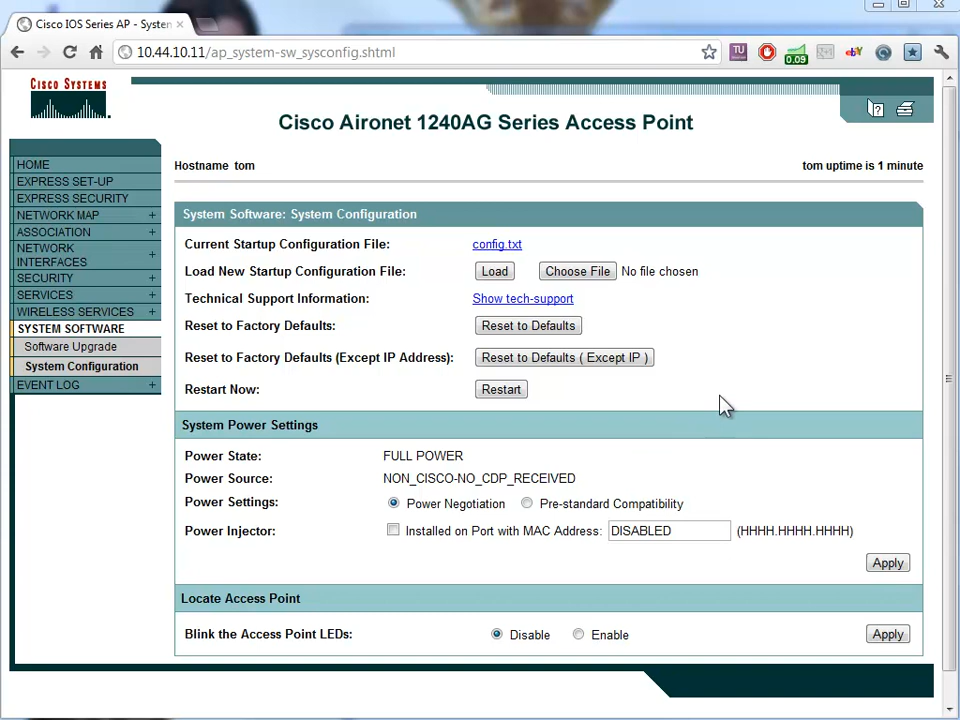 Cisco IOS Series AP - System
10.44.10.11/ap_system-sw_sysconfig.shtml
0.09
CISCO SYSTEMS
Cisco Aironet 1240AG Series Access Point
Hostname tom
tom uptime is 1 minute
HOME
EXPRESS SET-UP
EXPRESS SECURITY
NETWORK MAP +
ASSOCIATION +
NETWORK
INTERFACES +
SECURITY +
SERVICES +
WIRELESS SERVICES +
SYSTEM SOFTWARE
Software Upgrade
System Configuration
EVENT LOG +
System Software: System Configuration
Current Startup Configuration File: config.txt
Load New Startup Configuration File: Load Choose File No file chosen
Technical Support Information: Show tech-support
Reset to Factory Defaults: Reset to Defaults
Reset to Factory Defaults (Except IP Address): Reset to Defaults ( Except IP )
Restart Now: Restart
System Power Settings
Power State: FULL POWER
Power Source: NON_CISCO-NO_CDP_RECEIVED
Power Settings: Power Negotiation Pre-standard Compatibility
Power Injector: Installed on Port with MAC Address: DISABLED (HHHH.HHHH.HHHH)
Apply
Locate Access Point
Blink the Access Point LEDs: Disable Enable Apply